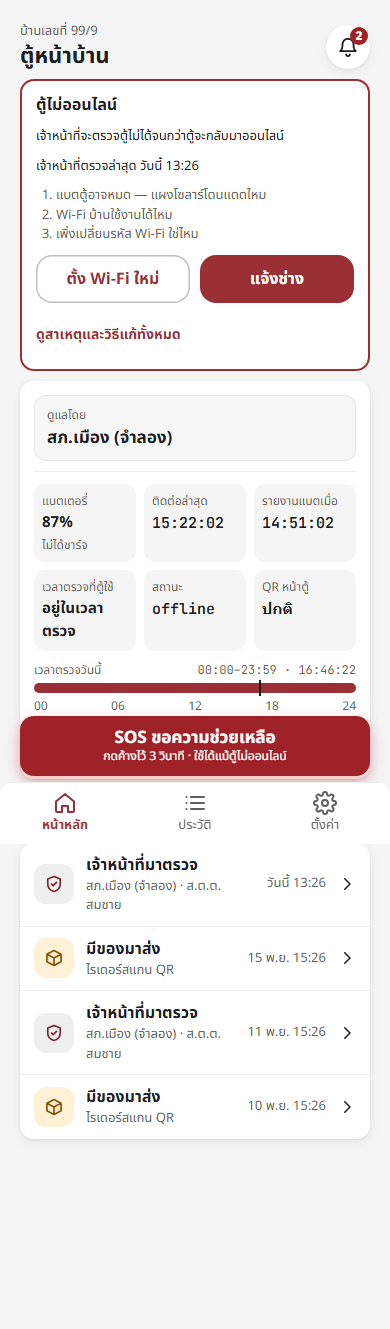 บ้านเลขที่ 99/9
ตู้หน้าบ้าน
2
ตู้ไม่ออนไลน์
เจ้าหน้าที่จะตรวจตู้ไม่ได้จนกว่าตู้จะกลับมาออนไลน์
เจ้าหน้าที่ตรวจล่าสุด วันนี้ 13:26
1. แบตตู้อาจหมด — แผงโซลาร์โดนแดดไหม
2. Wi-Fi บ้านใช้งานได้ไหม
3. เพิ่งเปลี่ยนรหัส Wi-Fi ใช่ไหม
ตั้ง Wi-Fi ใหม่
แจ้งช่าง
ดูสาเหตุและวิธีแก้ทั้งหมด
ดูแลโดย
สภ.เมือง (จำลอง)
แบตเตอรี่
87%
ไม่ได้ชาร์จ
ติดต่อล่าสุด
15:22:02
รายงานแบตเมื่อ
14:51:02
เวลาตรวจที่ตู้ใช้
อยู่ในเวลา
ตรวจ
สถานะ
offline
QR หน้าตู้
ปกติ
เวลาตรวจวันนี้
00:00–23:59 · 16:46:22
00 06 12 18 24
SOS ขอความช่วยเหลือ
กดค้างไว้ 3 วินาที · ใช้ได้แม้ตู้ไม่ออนไลน์
หน้าหลัก
ประวัติ
ตั้งค่า
เจ้าหน้าที่มาตรวจ
สภ.เมือง (จำลอง) · ส.ต.ต.
สมชาย
วันนี้ 13:26
มีของมาส่ง
ไรเดอร์สแกน QR
15 พ.ย. 15:26
เจ้าหน้าที่มาตรวจ
สภ.เมือง (จำลอง) · ส.ต.ต.
สมชาย
11 พ.ย. 15:26
มีของมาส่ง
ไรเดอร์สแกน QR
10 พ.ย. 15:26